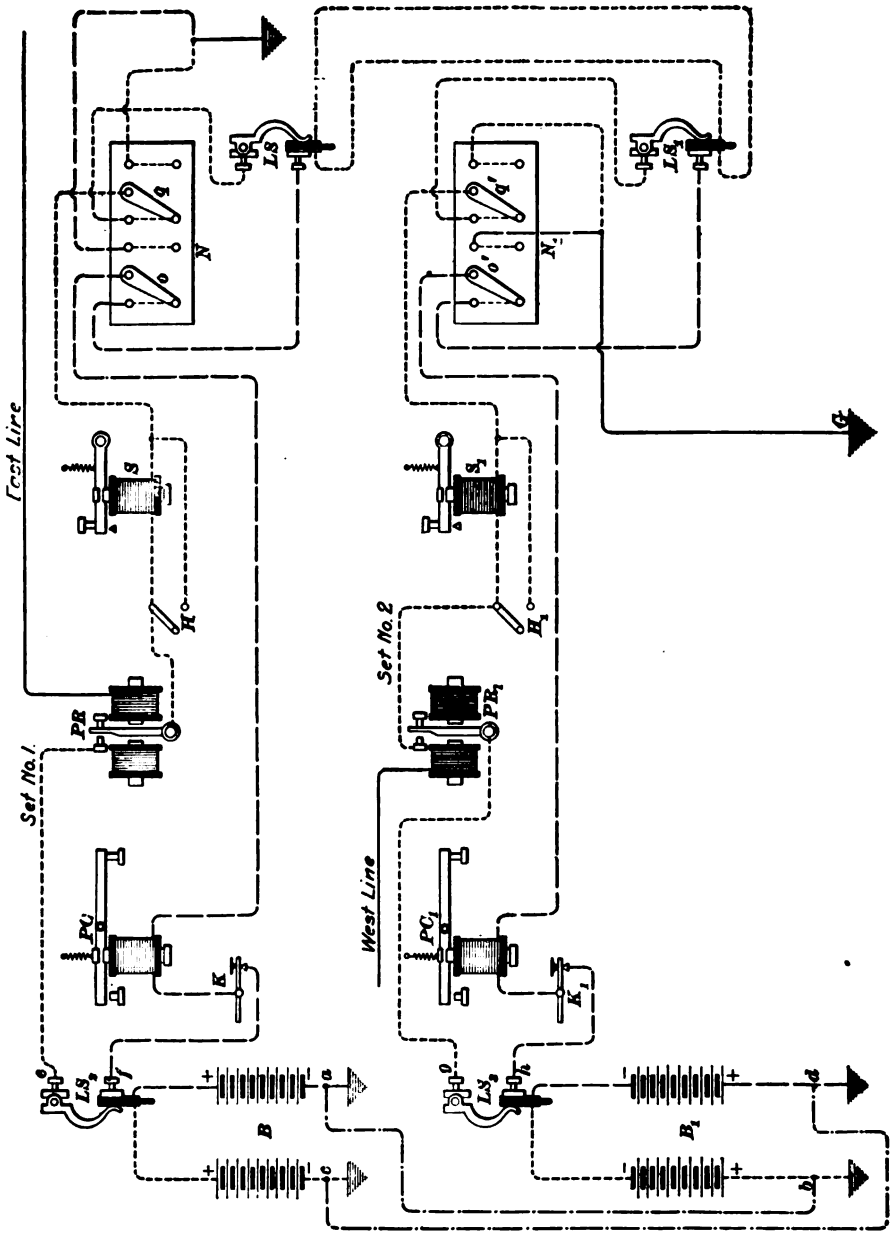 East Line
Set No.1.
PR
H
S
o
q
N
LS
PC
K
e
LS₂
f
B
+
-
a
+
-
c
West Line
Set No.2
PR₁
H₁
S₁
o'
q'
N₁
LS₁
PC₁
K₁
g
h
B₁
-
+
d
-
+
b
G